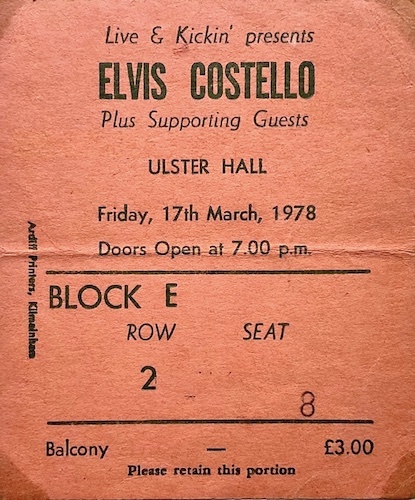 Live & Kickin' presents
ELVIS COSTELLO
Plus Supporting Guests
ULSTER HALL
Friday, 17th March, 1978
Doors Open at 7.00 p.m.
Ardiff Printers, Kilmainham
BLOCK E
ROW SEAT
2
8
Balcony — £3.00
Please retain this portion